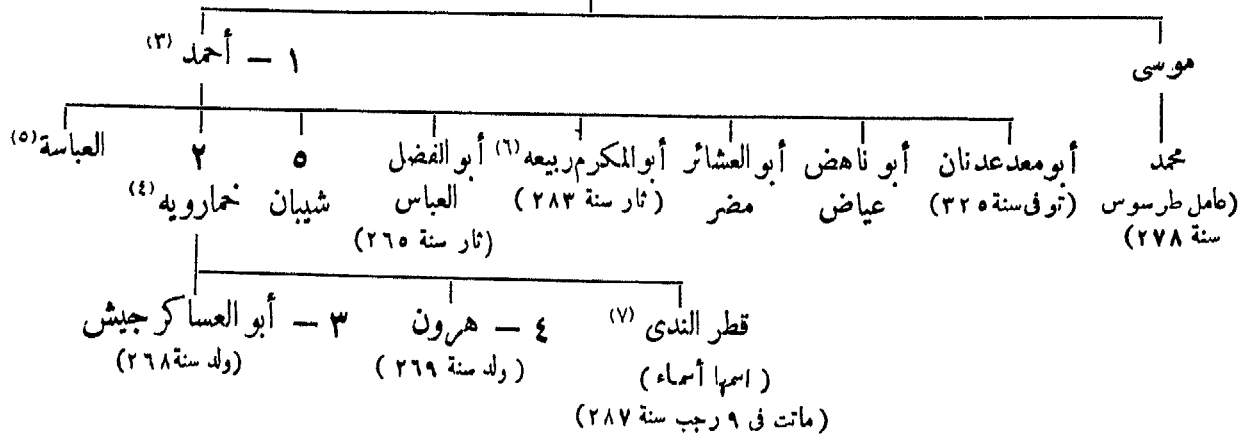 موسى ١ – أحمد (٣)
محمد أبو معد عدنان أبو ناهض أبو العشائر أبو المكرم ربيعه (٦) أبو الفضل ٥ ٢ العباسة (٥)
(عامل طرسوس (توفى سنة ٣٢٥) عياض مضر (ثار سنة ٢٨٣) العباس شيبان خمارويه (٤)
سنة ٢٧٨) (ثار سنة ٢٦٥)
قطر الندى (٧) ٤ – هرون ٣ – أبو العساكر جيش
(اسمها أسماء) (ولد سنة ٢٦٩) (ولد سنة ٢٦٨)
(ماتت فى ٩ رجب سنة ٢٨٧)